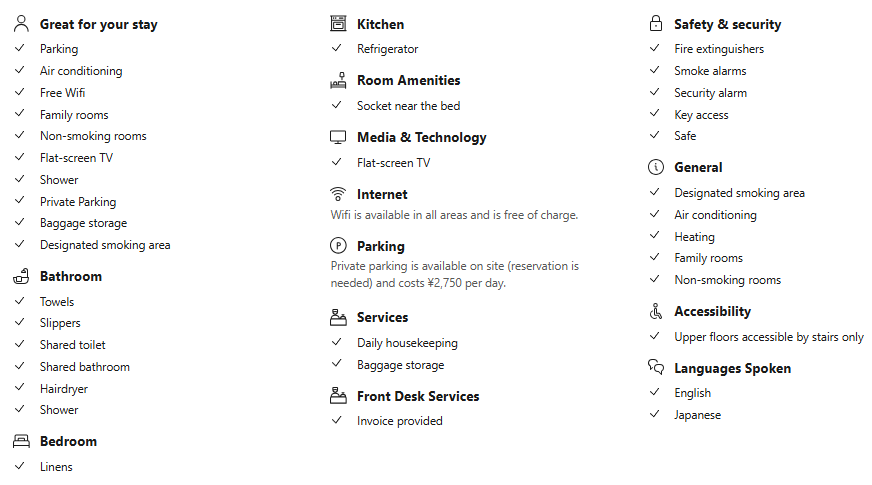 Great for your stay
Parking
Air conditioning
Free Wifi
Family rooms
Non-smoking rooms
Flat-screen TV
Shower
Private Parking
Baggage storage
Designated smoking area
Bathroom
Towels
Slippers
Shared toilet
Shared bathroom
Hairdryer
Shower
Bedroom
Linens
Kitchen
Refrigerator
Room Amenities
Socket near the bed
Media & Technology
Flat-screen TV
Internet
Wifi is available in all areas and is free of charge.
P
Parking
Private parking is available on site (reservation is
needed) and costs ¥2,750 per day.
Services
Daily housekeeping
Baggage storage
Front Desk Services
Invoice provided
Safety & security
Fire extinguishers
Smoke alarms
Security alarm
Key access
Safe
General
Designated smoking area
Air conditioning
Heating
Family rooms
Non-smoking rooms
Accessibility
Upper floors accessible by stairs only
Languages Spoken
English
Japanese